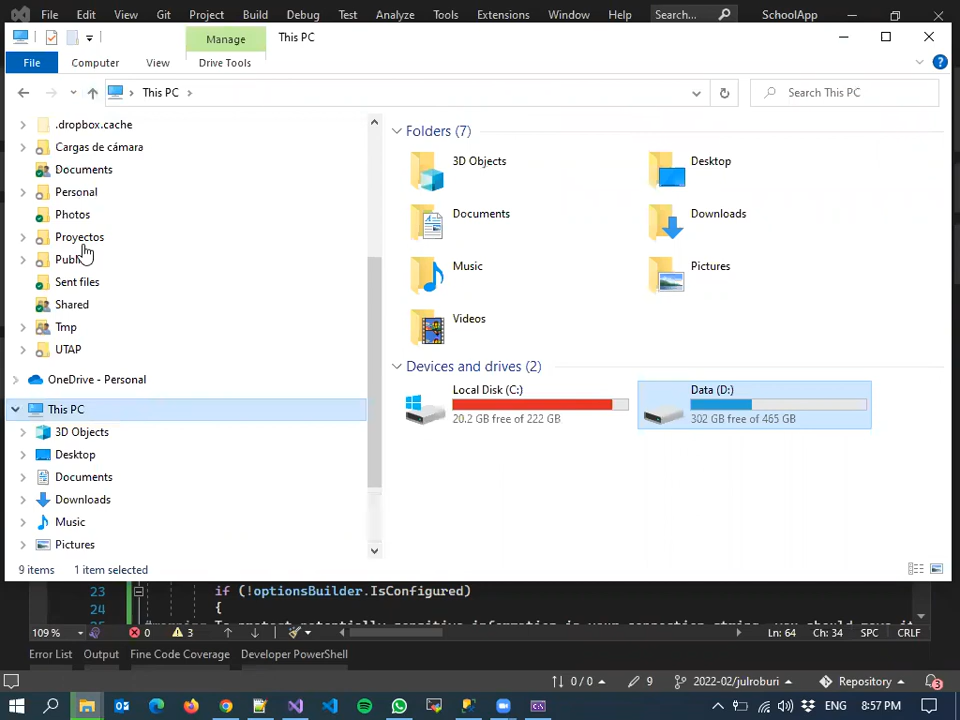 File Edit View Git Project Build Debug Test Analyze Tools Extensions Window Help Search... SchoolApp
Manage This PC
File Computer View Drive Tools
This PC Search This PC
.dropbox.cache
Cargas de cámara
Documents
Personal
Photos
Proyectos
Sent files
Shared
Tmp
UTAP
OneDrive - Personal
This PC
3D Objects
Desktop
Documents
Downloads
Music
Pictures
Folders (7)
3D Objects Desktop
Documents Downloads
Music Pictures
Videos
Devices and drives (2)
Local Disk (C:) Data (D:)
20.2 GB free of 222 GB 302 GB free of 465 GB
9 items 1 item selected
23 if (!optionsBuilder.IsConfigured)
24 {
109 % 0 3 Ln: 64 Ch: 34 SPC CRLF
Error List Output Fine Code Coverage Developer PowerShell
0 / 0 9 2022-02/julroburi Repository 3
ENG 8:57 PM